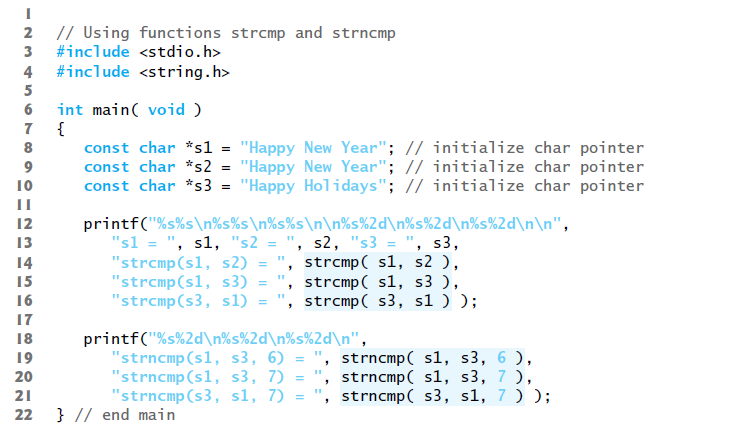 1
2 // Using functions strcmp and strncmp
3 #include <stdio.h>
4 #include <string.h>
5
6 int main( void )
7 {
8    const char *s1 = "Happy New Year"; // initialize char pointer
9    const char *s2 = "Happy New Year"; // initialize char pointer
10    const char *s3 = "Happy Holidays"; // initialize char pointer
11
12    printf("%s%s\n%s%s\n%s%s\n\n%s%2d\n%s%2d\n%s%2d\n\n",
13       "s1 = ", s1, "s2 = ", s2, "s3 = ", s3,
14       "strcmp(s1, s2) = ", strcmp( s1, s2 ),
15       "strcmp(s1, s3) = ", strcmp( s1, s3 ),
16       "strcmp(s3, s1) = ", strcmp( s3, s1 ) );
17
18    printf("%s%2d\n%s%2d\n%s%2d\n",
19       "strncmp(s1, s3, 6) = ", strncmp( s1, s3, 6 ),
20       "strncmp(s1, s3, 7) = ", strncmp( s1, s3, 7 ),
21       "strncmp(s3, s1, 7) = ", strncmp( s3, s1, 7 ) );
22 } // end main